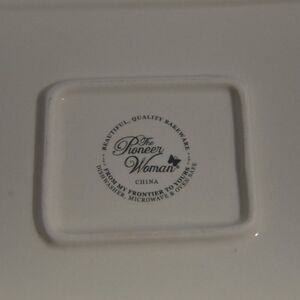 BEAUTIFUL, QUALITY BAKEWARE
The
Pioneer
Woman
CHINA
FROM MY FRONTIER TO YOURS
DISHWASHER, MICROWAVE & OVEN SAFE